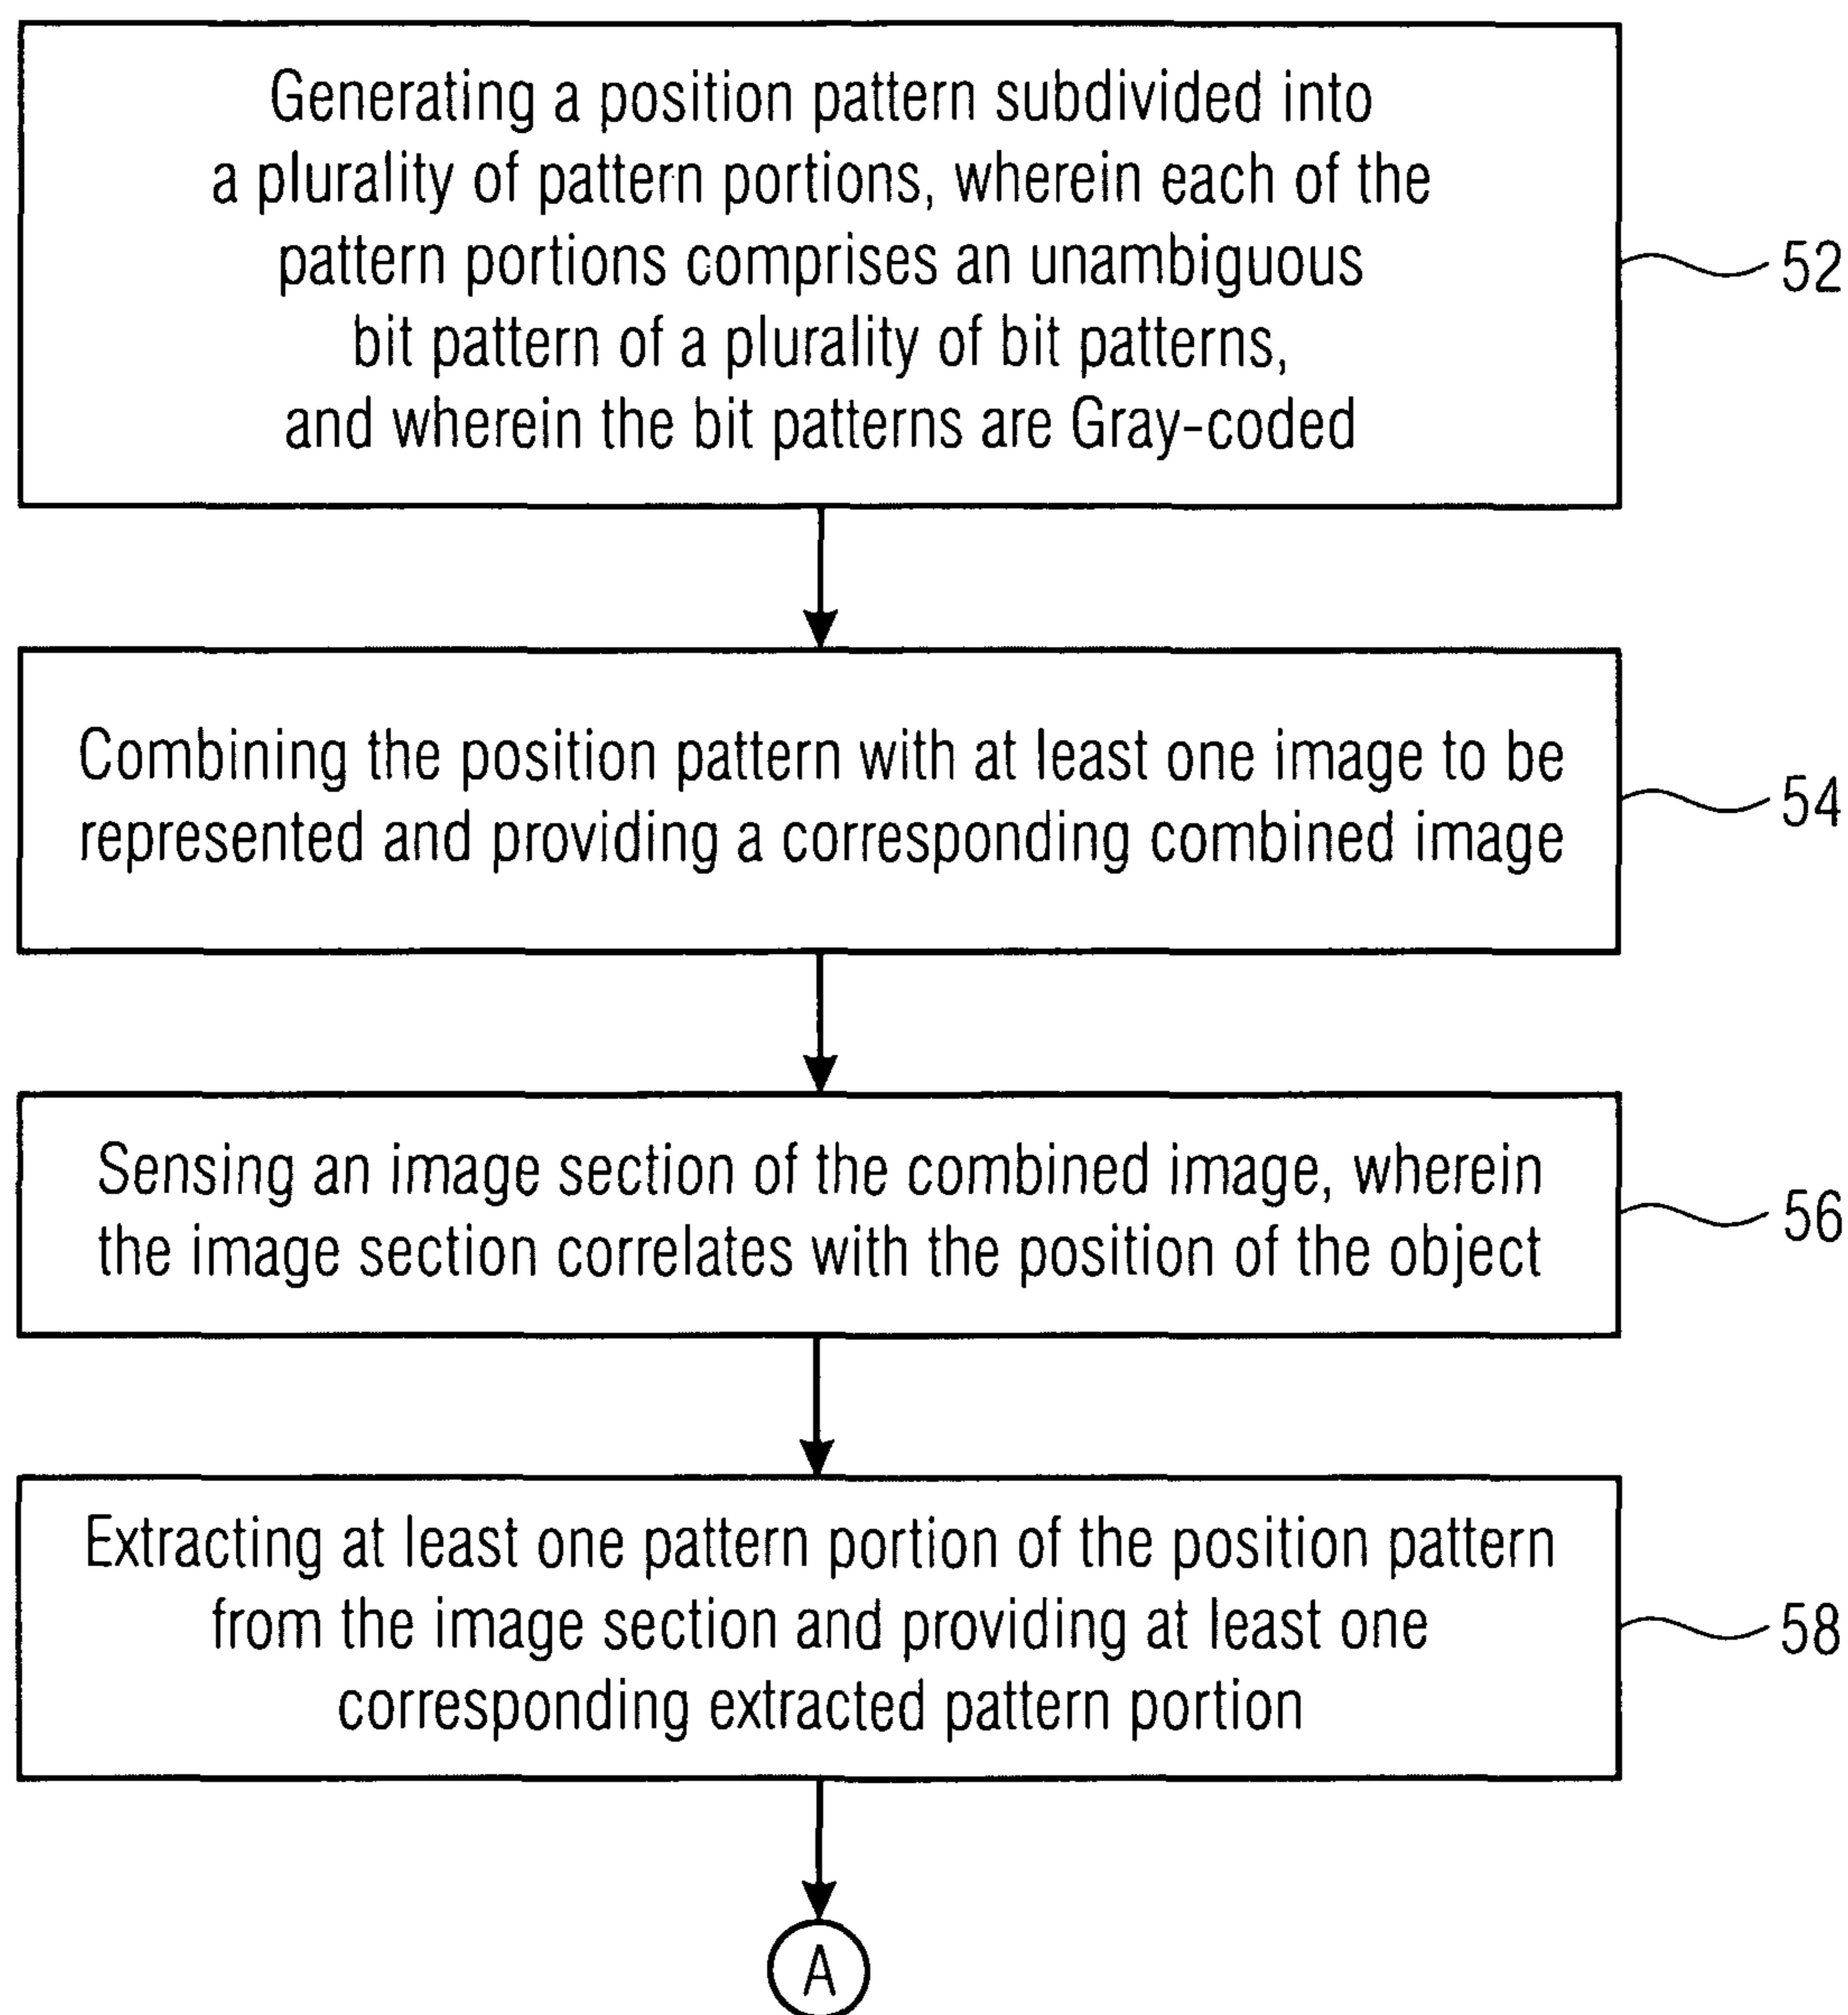 Generating a position pattern subdivided into
a plurality of pattern portions, wherein each of the
pattern portions comprises an unambiguous
bit pattern of a plurality of bit patterns,
and wherein the bit patterns are Gray-coded
52
Combining the position pattern with at least one image to be
represented and providing a corresponding combined image
54
Sensing an image section of the combined image, wherein
the image section correlates with the position of the object
56
Extracting at least one pattern portion of the position pattern
from the image section and providing at least one
corresponding extracted pattern portion
58
A